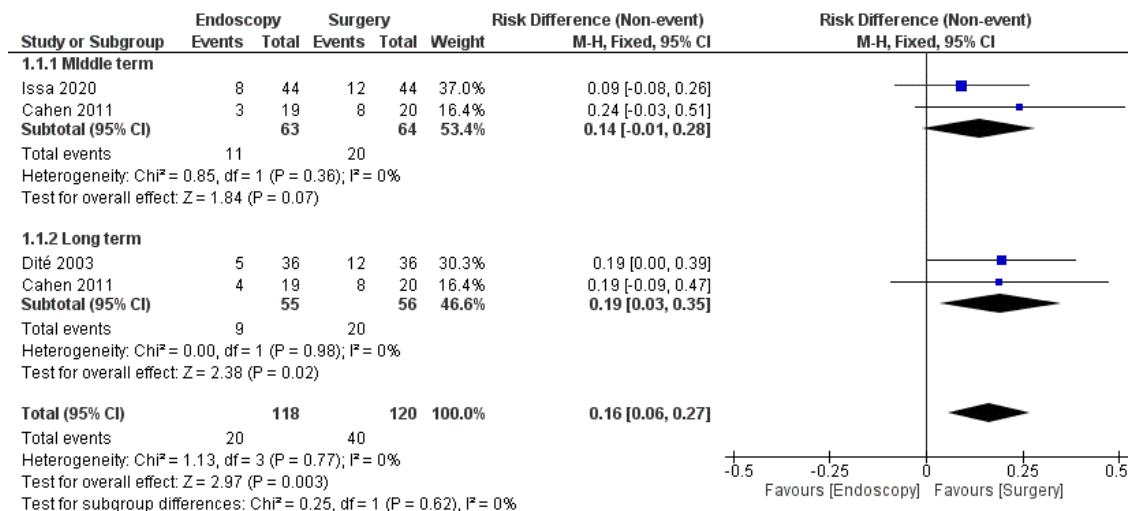 Endoscopy Surgery Risk Difference (Non-event) Risk Difference (Non-event)
Study or Subgroup Events Total Events Total Weight M-H, Fixed, 95% CI M-H, Fixed, 95% CI
1.1.1 Middle term
Issa 2020 8 44 12 44 37.0% 0.09 [-0.08, 0.26]
Cahen 2011 3 19 8 20 16.4% 0.24 [-0.03, 0.51]
Subtotal (95% CI) 63 64 53.4% 0.14 [-0.01, 0.28]
Total events 11 20
Heterogeneity: Chi² = 0.85, df = 1 (P = 0.36); I² = 0%
Test for overall effect: Z = 1.84 (P = 0.07)
1.1.2 Long term
Dité 2003 5 36 12 36 30.3% 0.19 [0.00, 0.39]
Cahen 2011 4 19 8 20 16.4% 0.19 [-0.09, 0.47]
Subtotal (95% CI) 55 56 46.6% 0.19 [0.03, 0.35]
Total events 9 20
Heterogeneity: Chi² = 0.00, df = 1 (P = 0.98); I² = 0%
Test for overall effect: Z = 2.38 (P = 0.02)
Total (95% CI) 118 120 100.0% 0.16 [0.06, 0.27]
Total events 20 40
Heterogeneity: Chi² = 1.13, df = 3 (P = 0.77); I² = 0%
Test for overall effect: Z = 2.97 (P = 0.003)
Test for subgroup differences: Chi² = 0.25, df = 1 (P = 0.62), I² = 0%
-0.5 -0.25 0 0.25 0.5
Favours [Endoscopy] Favours [Surgery]